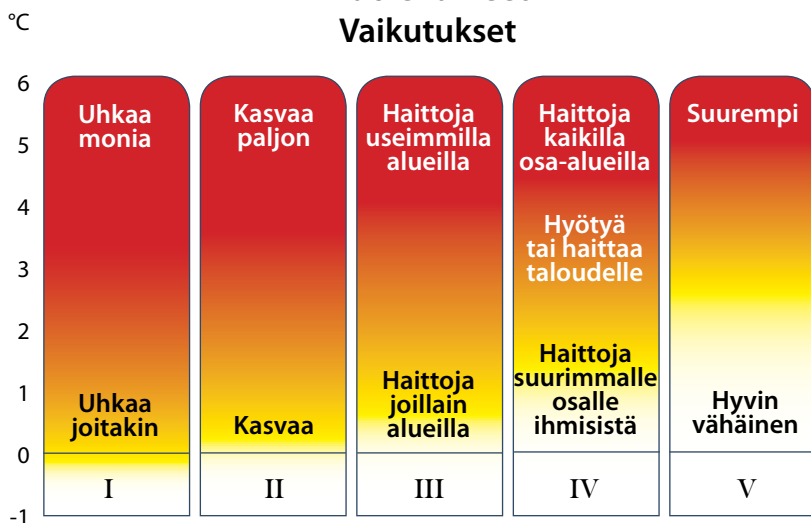 °C
Vaikutukset
6
5
4
3
2
1
0
-1
Uhkaa
monia
Uhkaa
joitakin
I
Kasvaa
paljon
Kasvaa
II
Haittoja
useimmilla
alueilla
Haittoja
joillain
alueilla
III
Haittoja
kaikilla
osa-alueilla
Hyötyä
tai haittaa
taloudelle
Haittoja
suurimmalle
osalle
ihmisistä
IV
Suurempi
Hyvin
vähäinen
V